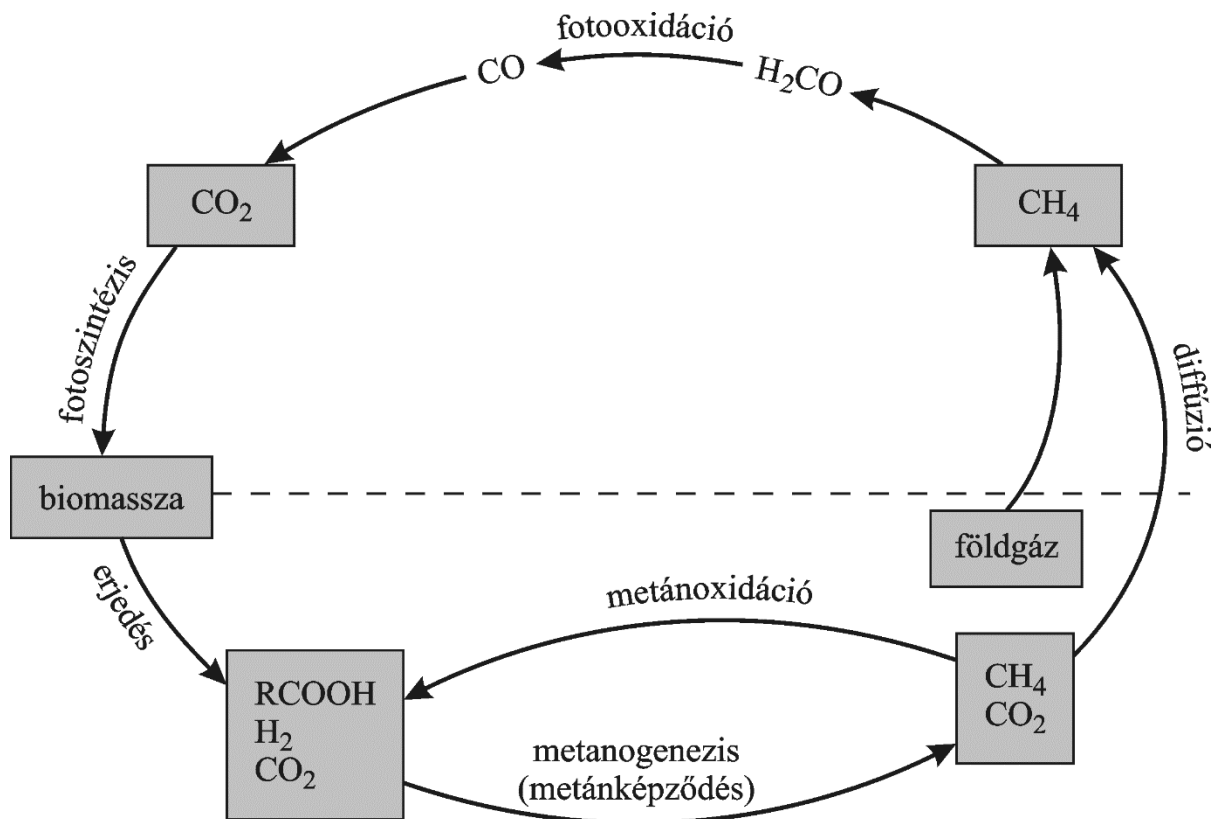 fotooxidáció
CO
H₂CO
CO₂
CH₄
fotoszintézis
diffúzió
biomassza
földgáz
erjedés
metánoxidáció
RCOOH
H₂
CO₂
CH₄
CO₂
metanogenezis
(metánképződés)